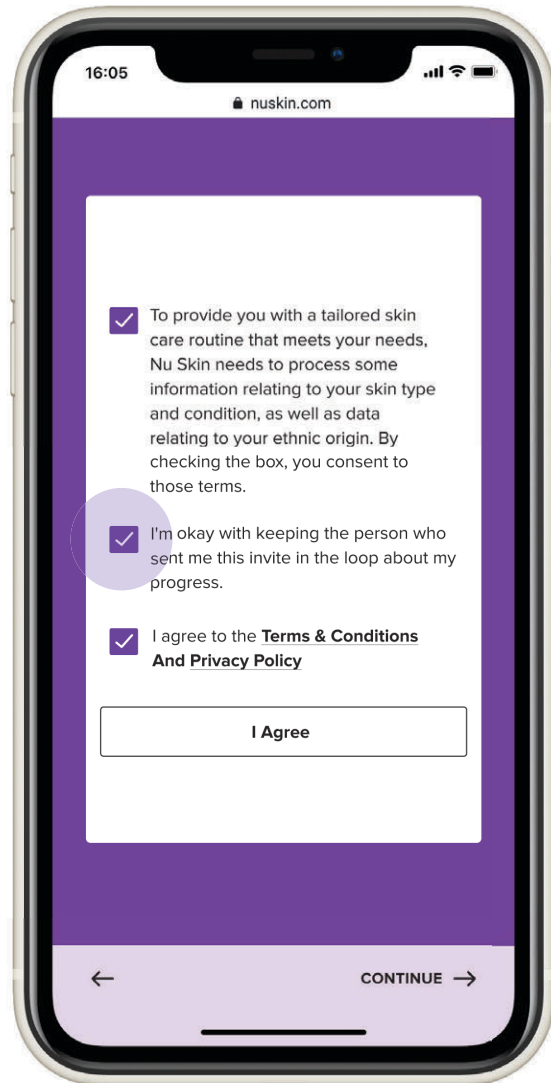 16:05
nuskin.com
To provide you with a tailored skin
care routine that meets your needs,
Nu Skin needs to process some
information relating to your skin type
and condition, as well as data
relating to your ethnic origin. By
checking the box, you consent to
those terms.
I'm okay with keeping the person who
sent me this invite in the loop about my
progress.
I agree to the Terms & Conditions
And Privacy Policy
I Agree
CONTINUE